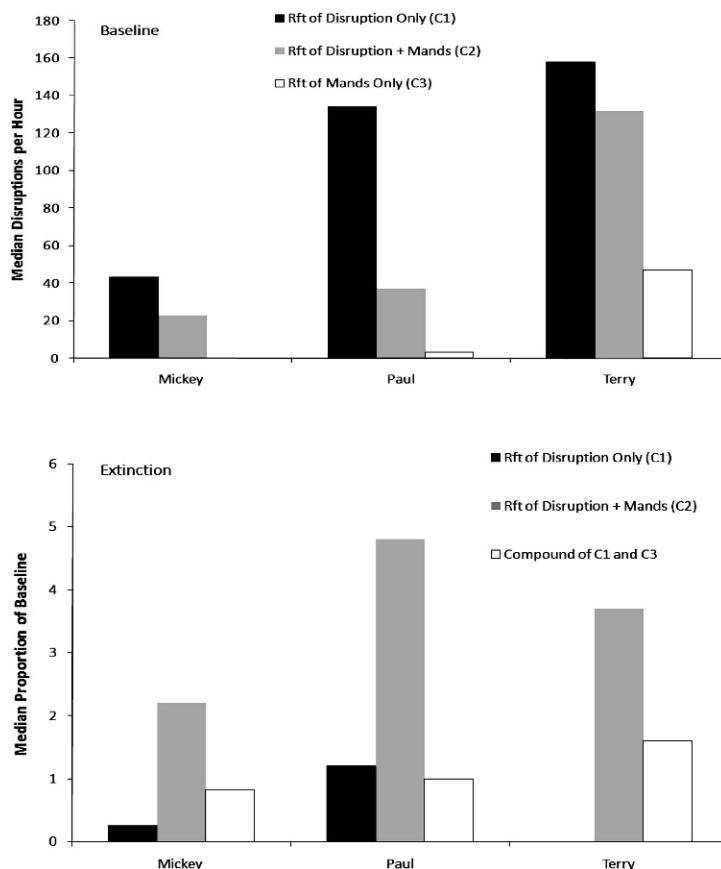 Baseline
Rft of Disruption Only (C1)
Rft of Disruption + Mands (C2)
Rft of Mands Only (C3)
Median Disruptions per Hour
180
160
140
120
100
80
60
40
20
0
Mickey Paul Terry
Extinction
Rft of Disruption Only (C1)
Rft of Disruption + Mands (C2)
Compound of C1 and C3
Median Proportion of Baseline
6
5
4
3
2
1
0
Mickey Paul Terry